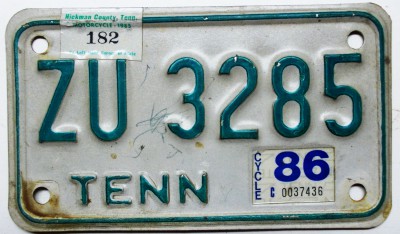 Hickman County, Tenn.
MOTORCYCLE - 1985
182
ZU 3285
CYCLE
86
C 0037436
TENN